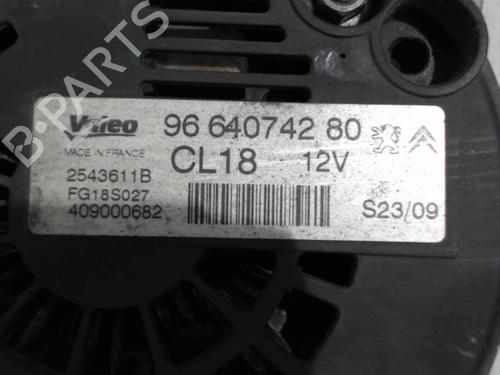 B-PARTS
Valeo
96 640742 80
MADE IN FRANCE
CL18 12V
2543611B
FG18S027
409000682
S23/09